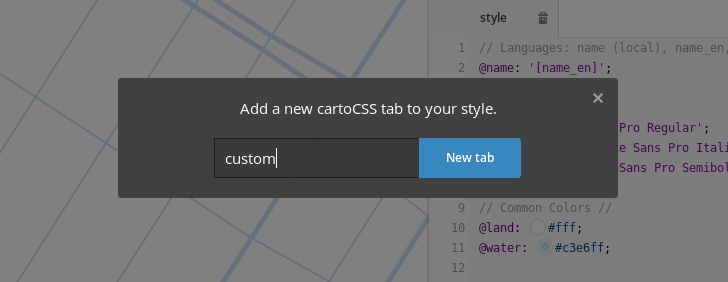 style
1 // Languages: name (local), name_en,
2 @name: '[name_en]';
×
Add a new cartoCSS tab to your style.
Pro Regular';
custom
New tab
e Sans Pro Itali
Sans Pro Semibol
9 // Common Colors //
10 @land: #fff;
11 @water: #c3e6ff;
12